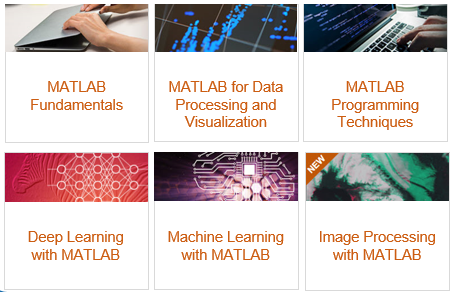 MATLAB
Fundamentals
MATLAB for Data
Processing and
Visualization
MATLAB
Programming
Techniques
Deep Learning
with MATLAB
Machine Learning
with MATLAB
NEW
Image Processing
with MATLAB